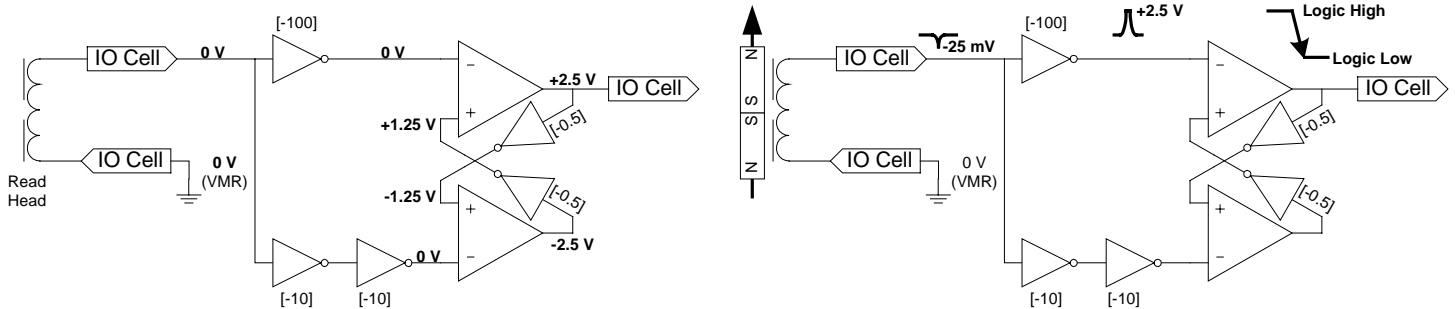 [-100]
IO Cell
0 V
0 V
−
+2.5 V
IO Cell
+
+1.25 V
[-0.5]
IO Cell
0 V
(VMR)
Read
Head
-1.25 V
[-0.5]
+
-2.5 V
0 V
−
[-10]
[-10]
N
S
S
N
IO Cell
-25 mV
[-100]
+2.5 V
Logic High
Logic Low
−
IO Cell
+
[-0.5]
IO Cell
0 V
(VMR)
[-0.5]
+
−
[-10]
[-10]